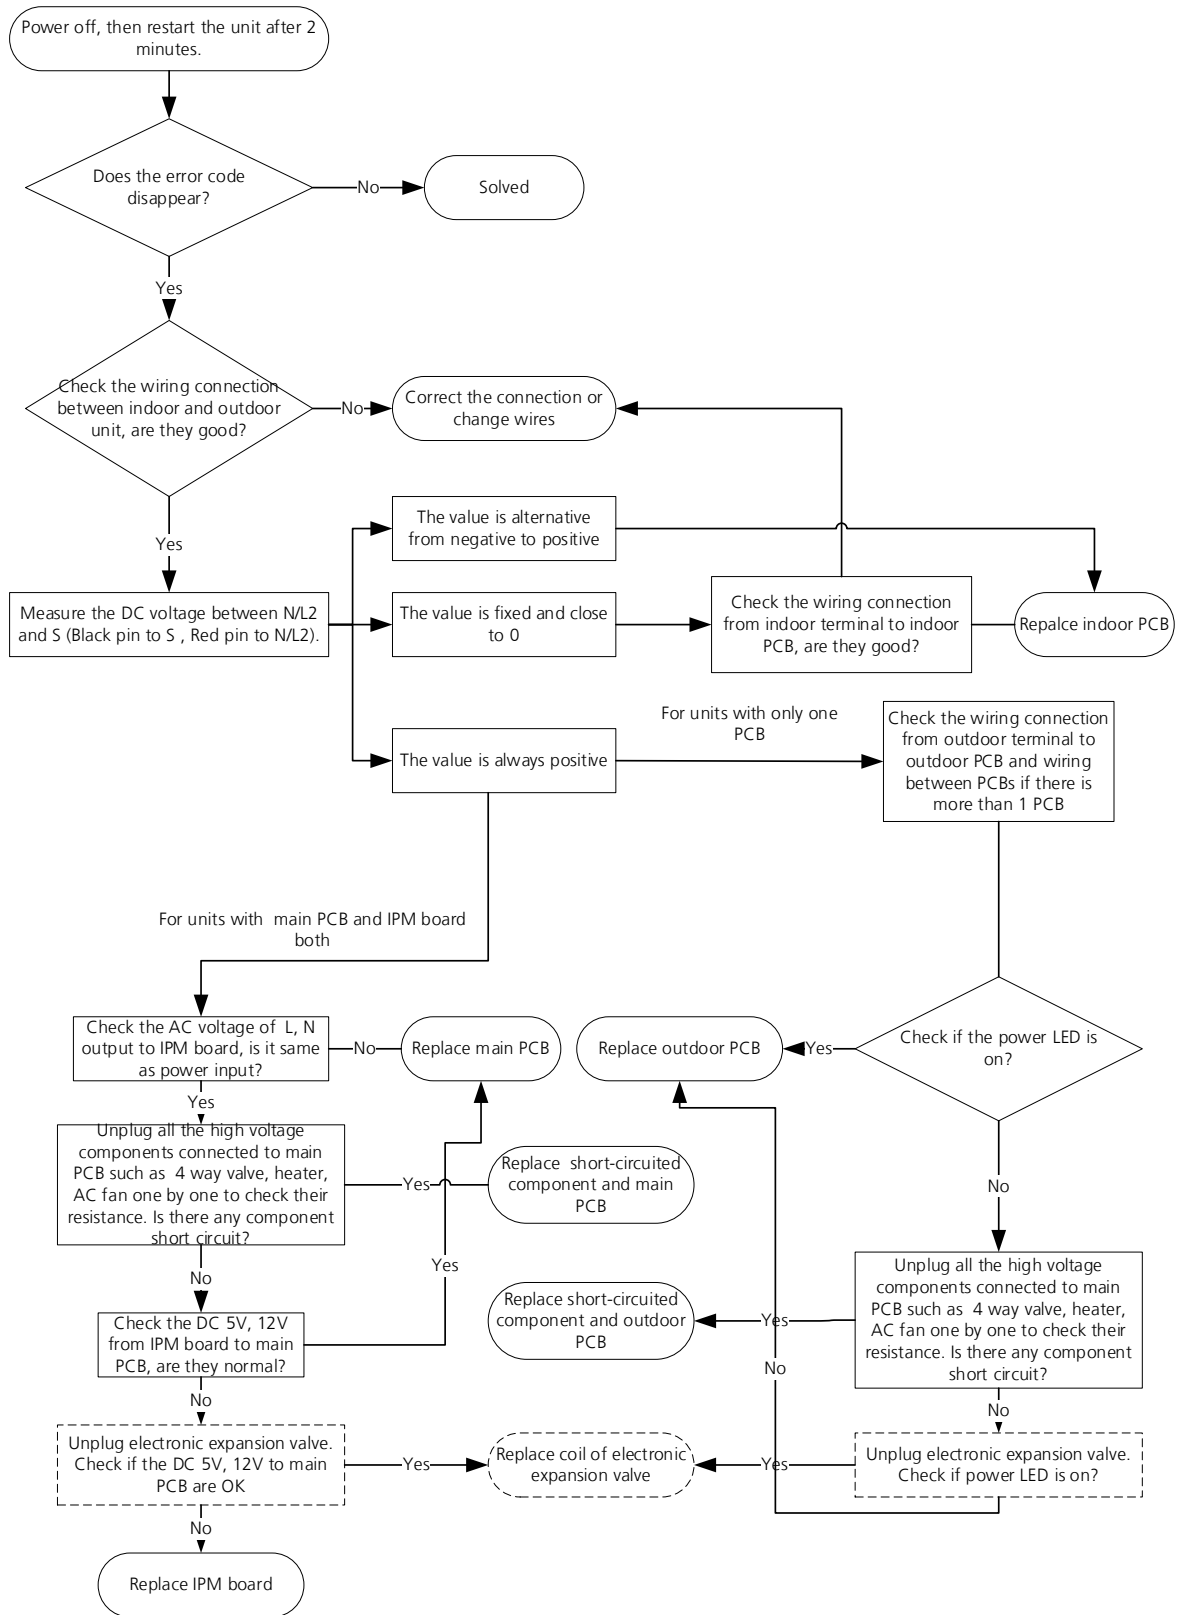 Power off, then restart the unit after 2
minutes.
Does the error code
disappear?
No
Solved
Yes
Check the wiring connection
between indoor and outdoor
unit, are they good?
No
Correct the connection or
change wires
Yes
The value is alternative
from negative to positive
Measure the DC voltage between N/L2
and S (Black pin to S , Red pin to N/L2).
The value is fixed and close
to 0
Check the wiring connection
from indoor terminal to indoor
PCB, are they good?
Repalce indoor PCB
For units with only one
PCB
The value is always positive
Check the wiring connection
from outdoor terminal to
outdoor PCB and wiring
between PCBs if there is
more than 1 PCB
For units with  main PCB and IPM board
both
Check the AC voltage of  L, N
output to IPM board, is it same
as power input?
No
Replace main PCB
Replace outdoor PCB
Yes
Check if the power LED is
on?
Yes
Unplug all the high voltage
components connected to main
PCB such as  4 way valve, heater,
AC fan one by one to check their
resistance. Is there any component
short circuit?
Yes
Replace  short-circuited
component and main
PCB
No
No
Yes
Check the DC 5V, 12V
from IPM board to main
PCB, are they normal?
Replace short-circuited
component and outdoor
PCB
Yes
Unplug all the high voltage
components connected to main
PCB such as  4 way valve, heater,
AC fan one by one to check their
resistance. Is there any component
short circuit?
No
No
No
Unplug electronic expansion valve.
Check if the DC 5V, 12V to main
PCB are OK
Yes
Replace coil of electronic
expansion valve
Yes
Unplug electronic expansion valve.
Check if power LED is on?
No
Replace IPM board